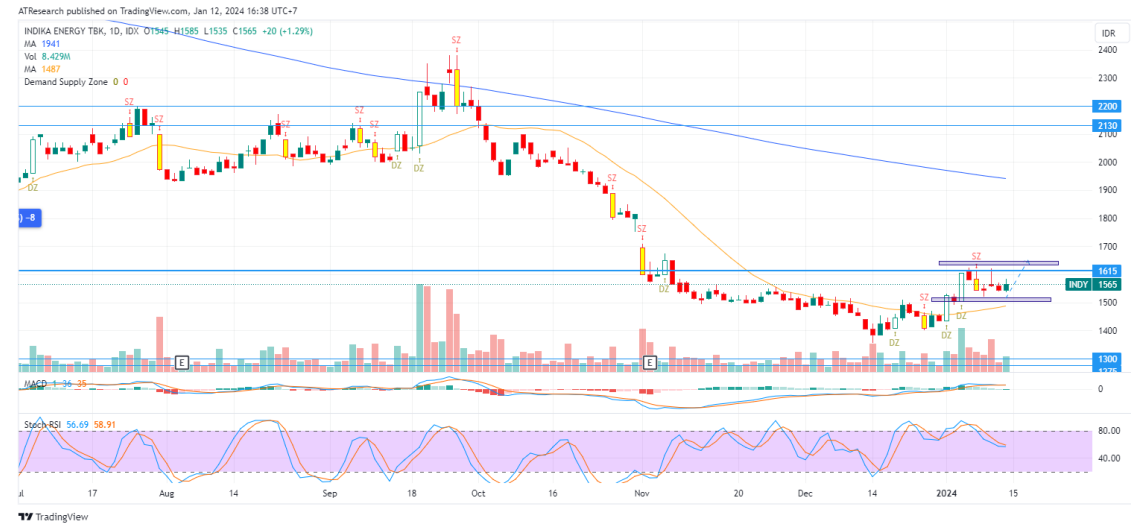 ATResearch published on TradingView.com, Jan 12, 2024 16:38 UTC+7
INDIKA ENERGY TBK, 1D, IDX O1545 H1585 L1535 C1565 +20 (+1.29%)
MA 1941
Vol 8.429M
MA 1487
Demand Supply Zone 0 0
IDR
2400
2300
2200
2130
2100
2000
1900
1800
1700
1615
INDY 1565
1500
1400
1300
1275
SZ
SZ
SZ
SZ
SZ
SZ
SZ
SZ
SZ
SZ
DZ
DZ
DZ
DZ
DZ
DZ
DZ
) -8
E
E
MACD 1 36 35
0
Stoch RSI 56.69 58.91
80.00
40.00
17 Aug 14 Sep 18 Oct 17 Nov 20 Dec 14 2024 15
TradingView